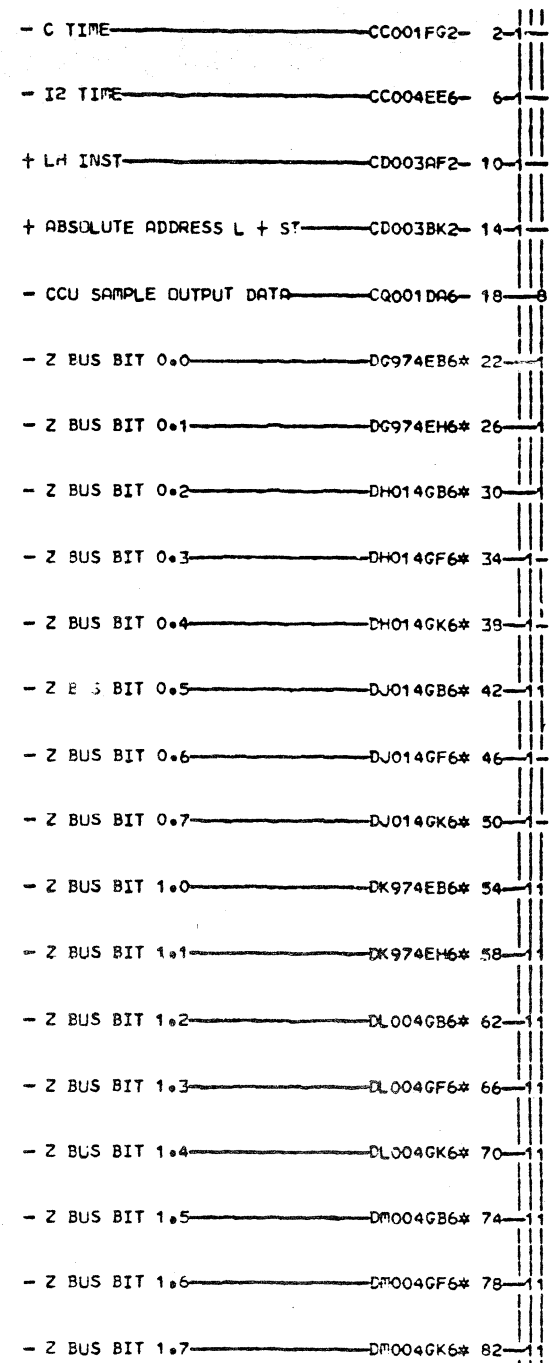 - C TIME CC001FG2- 2-1
- I2 TIME CC004EE6- 6-1
+ LH INST CD003AF2- 10-1
+ ABSOLUTE ADDRESS L + ST CD003BK2- 14-1
- CCU SAMPLE OUTPUT DATA CQ001DA6- 18-8
- Z BUS BIT 0.0 DG974EB6* 22
- Z BUS BIT 0.1 DG974EH6* 26-1
- Z BUS BIT 0.2 DH014GB6* 30-1
- Z BUS BIT 0.3 DH014GF6* 34-1-
- Z BUS BIT 0.4 DH014GK6* 38-1-
- Z BUS BIT 0.5 DJ014GB6* 42-11
- Z BUS BIT 0.6 DJ014GF6* 46-1-
- Z BUS BIT 0.7 DJ014GK6* 50-1-
- Z BUS BIT 1.0 DK974EB6* 54-11
- Z BUS BIT 1.1 DK974EH6* 58-11
- Z BUS BIT 1.2 DL004GB6* 62-11
- Z BUS BIT 1.3 DL004GF6* 66-11
- Z BUS BIT 1.4 DL004GK6* 70-11
- Z BUS BIT 1.5 DM004GB6* 74-11
- Z BUS BIT 1.6 DM004GF6* 78-11
- Z BUS BIT 1.7 DM004GK6* 82-11